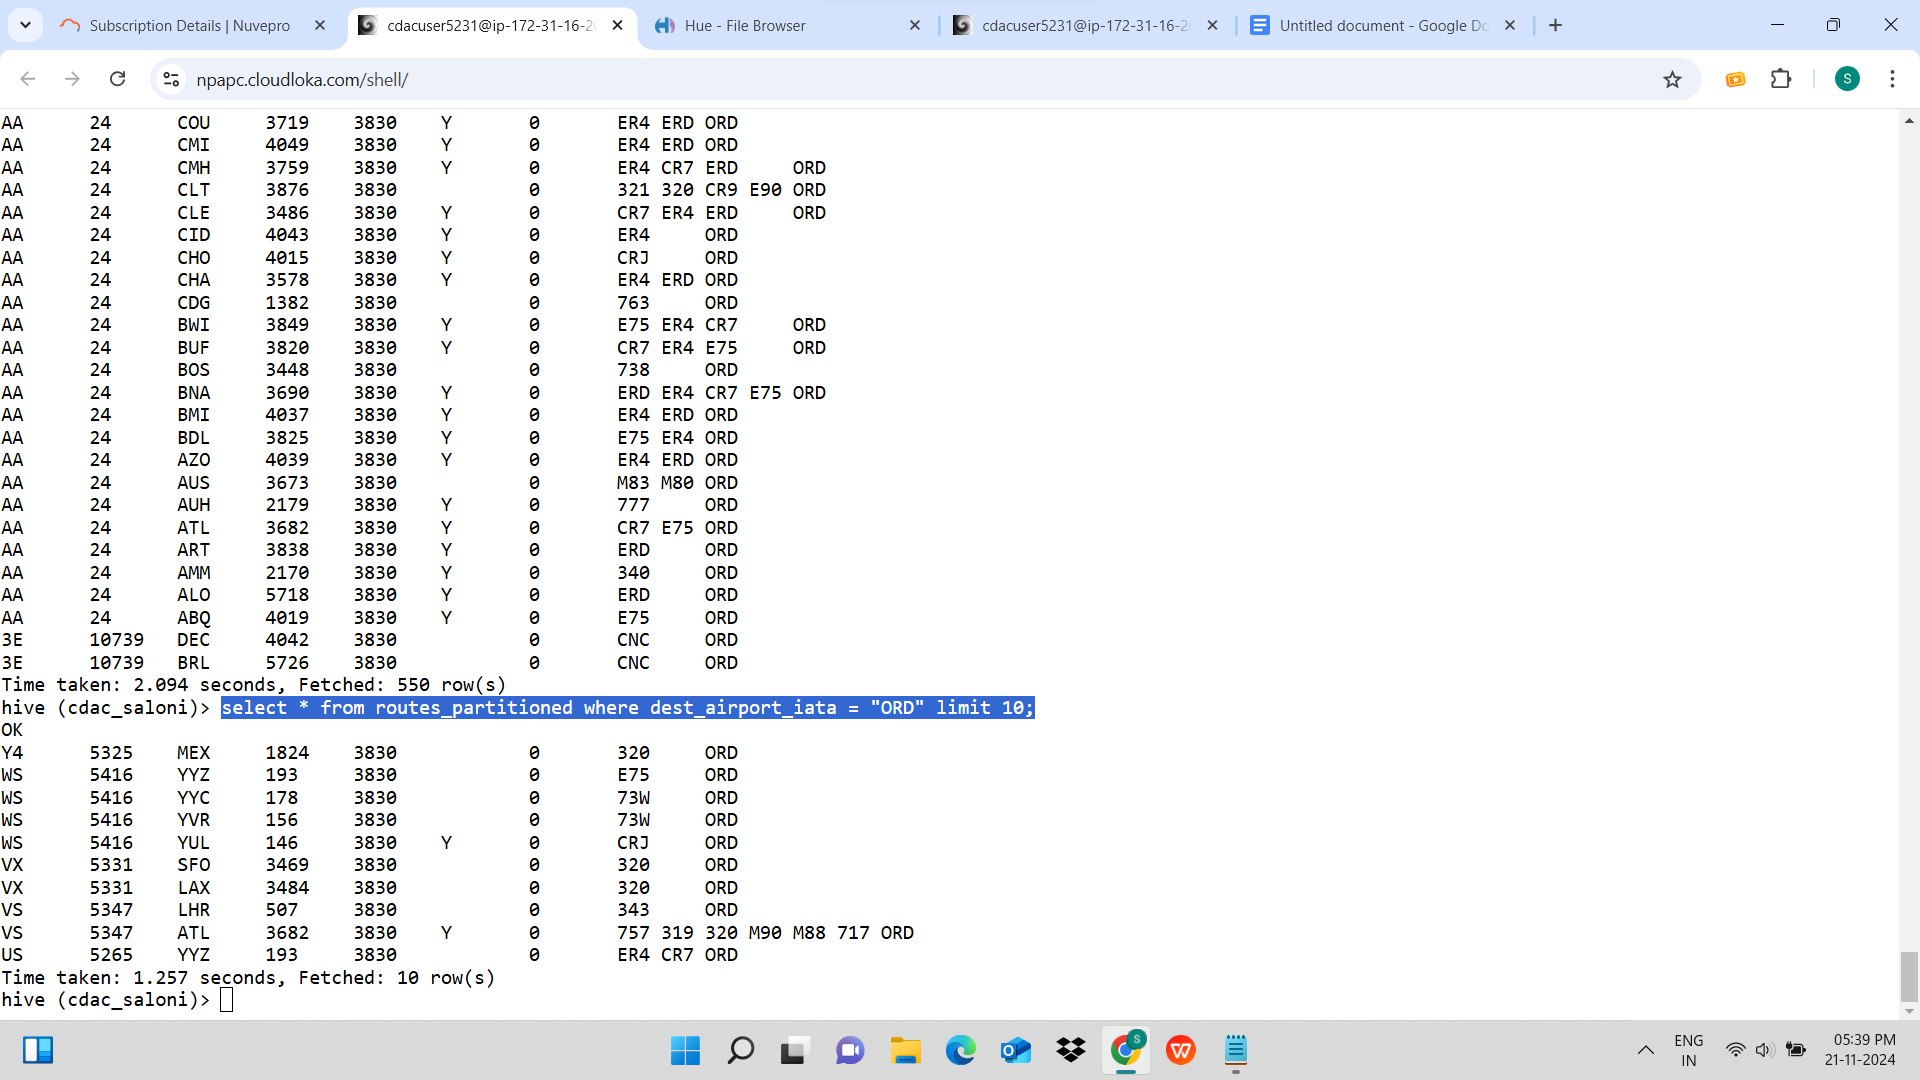 Subscription Details | Nuvepro
cdacuser5231@ip-172-31-16-2
Hue - File Browser
cdacuser5231@ip-172-31-16-2
Untitled document - Google Do
npapc.cloudloka.com/shell/
S
AA 24 COU 3719 3830 Y 0 ER4 ERD ORD
AA 24 CMI 4049 3830 Y 0 ER4 ERD ORD
AA 24 CMH 3759 3830 Y 0 ER4 CR7 ERD ORD
AA 24 CLT 3876 3830 0 321 320 CR9 E90 ORD
AA 24 CLE 3486 3830 Y 0 CR7 ER4 ERD ORD
AA 24 CID 4043 3830 Y 0 ER4 ORD
AA 24 CHO 4015 3830 Y 0 CRJ ORD
AA 24 CHA 3578 3830 Y 0 ER4 ERD ORD
AA 24 CDG 1382 3830 0 763 ORD
AA 24 BWI 3849 3830 Y 0 E75 ER4 CR7 ORD
AA 24 BUF 3820 3830 Y 0 CR7 ER4 E75 ORD
AA 24 BOS 3448 3830 0 738 ORD
AA 24 BNA 3690 3830 Y 0 ERD ER4 CR7 E75 ORD
AA 24 BMI 4037 3830 Y 0 ER4 ERD ORD
AA 24 BDL 3825 3830 Y 0 E75 ER4 ORD
AA 24 AZO 4039 3830 Y 0 ER4 ERD ORD
AA 24 AUS 3673 3830 0 M83 M80 ORD
AA 24 AUH 2179 3830 Y 0 777 ORD
AA 24 ATL 3682 3830 Y 0 CR7 E75 ORD
AA 24 ART 3838 3830 Y 0 ERD ORD
AA 24 AMM 2170 3830 Y 0 340 ORD
AA 24 ALO 5718 3830 Y 0 ERD ORD
AA 24 ABQ 4019 3830 Y 0 E75 ORD
3E 10739 DEC 4042 3830 0 CNC ORD
3E 10739 BRL 5726 3830 0 CNC ORD
Time taken: 2.094 seconds, Fetched: 550 row(s)
hive (cdac_saloni)> select * from routes_partitioned where dest_airport_iata = "ORD" limit 10;
OK
Y4 5325 MEX 1824 3830 0 320 ORD
WS 5416 YYZ 193 3830 0 E75 ORD
WS 5416 YYC 178 3830 0 73W ORD
WS 5416 YVR 156 3830 0 73W ORD
WS 5416 YUL 146 3830 Y 0 CRJ ORD
VX 5331 SFO 3469 3830 0 320 ORD
VX 5331 LAX 3484 3830 0 320 ORD
VS 5347 LHR 507 3830 0 343 ORD
VS 5347 ATL 3682 3830 Y 0 757 319 320 M90 M88 717 ORD
US 5265 YYZ 193 3830 0 ER4 CR7 ORD
Time taken: 1.257 seconds, Fetched: 10 row(s)
hive (cdac_saloni)>
S
ENG
IN
05:39 PM
21-11-2024